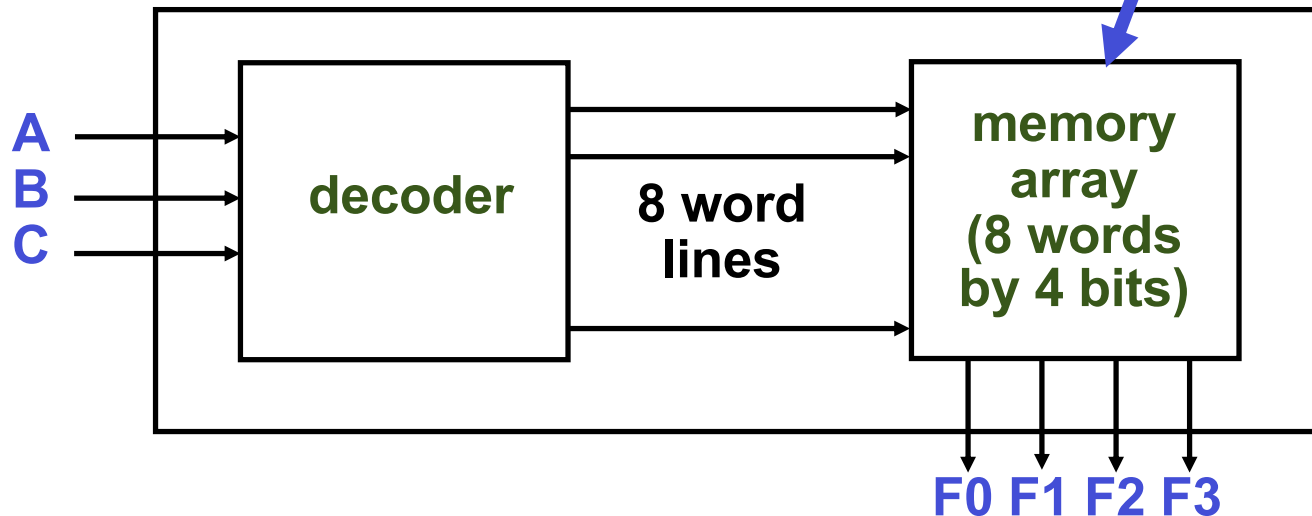 A
B
C
decoder
8 word
lines
memory
array
(8 words
by 4 bits)
F0 F1 F2 F3